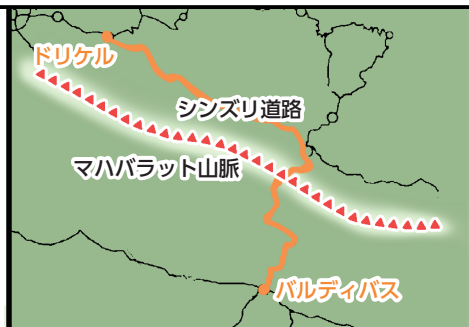 ドリケル
シンズリ道路
マハバラット山脈
バルディバス